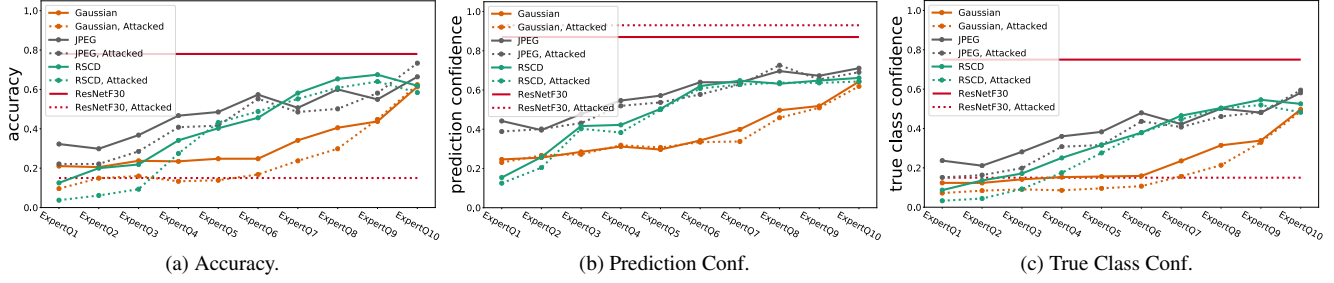 accuracy
1.0
0.8
0.6
0.4
0.2
0.0
Gaussian
Gaussian, Attacked
JPEG
JPEG, Attacked
RSCD
RSCD, Attacked
ResNetF30
ResNetF30, Attacked
ExpertQ1
ExpertQ2
ExpertQ3
ExpertQ4
ExpertQ5
ExpertQ6
ExpertQ7
ExpertQ8
ExpertQ9
ExpertQ10
(a) Accuracy.
prediction confidence
1.0
0.8
0.6
0.4
0.2
0.0
Gaussian
Gaussian, Attacked
JPEG
JPEG, Attacked
RSCD
RSCD, Attacked
ResNetF30
ResNetF30, Attacked
ExpertQ1
ExpertQ2
ExpertQ3
ExpertQ4
ExpertQ5
ExpertQ6
ExpertQ7
ExpertQ8
ExpertQ9
ExpertQ10
(b) Prediction Conf.
true class confidence
1.0
0.8
0.6
0.4
0.2
0.0
Gaussian
Gaussian, Attacked
JPEG
JPEG, Attacked
RSCD
RSCD, Attacked
ResNetF30
ResNetF30, Attacked
ExpertQ1
ExpertQ2
ExpertQ3
ExpertQ4
ExpertQ5
ExpertQ6
ExpertQ7
ExpertQ8
ExpertQ9
ExpertQ10
(c) True Class Conf.